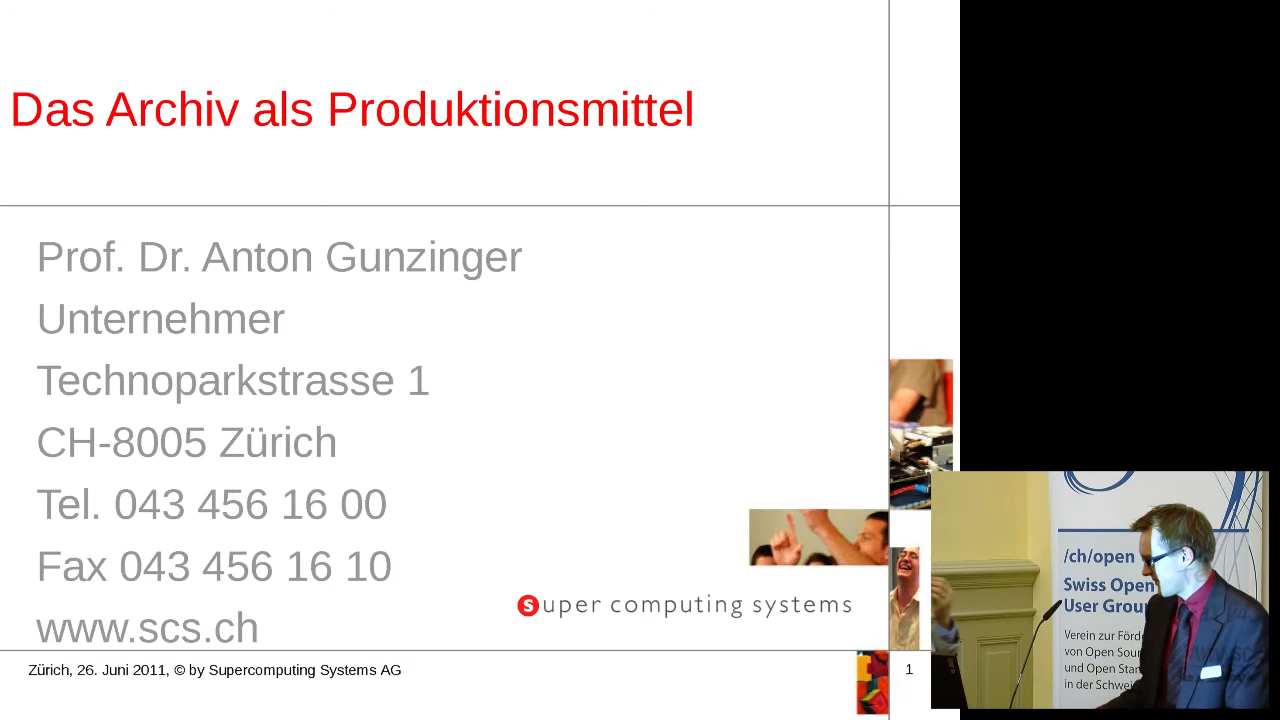 Das Archiv als Produktionsmittel
Prof. Dr. Anton Gunzinger
Unternehmer
Technoparkstrasse 1
CH-8005 Zürich
Tel. 043 456 16 00
Fax 043 456 16 10
www.scs.ch
super computing systems
Zürich, 26. Juni 2011, © by Supercomputing Systems AG
1
/ch/open
Swiss Open
User Grou
Verein zur Förde
von Open Sour
und Open Stan
in der Schwei